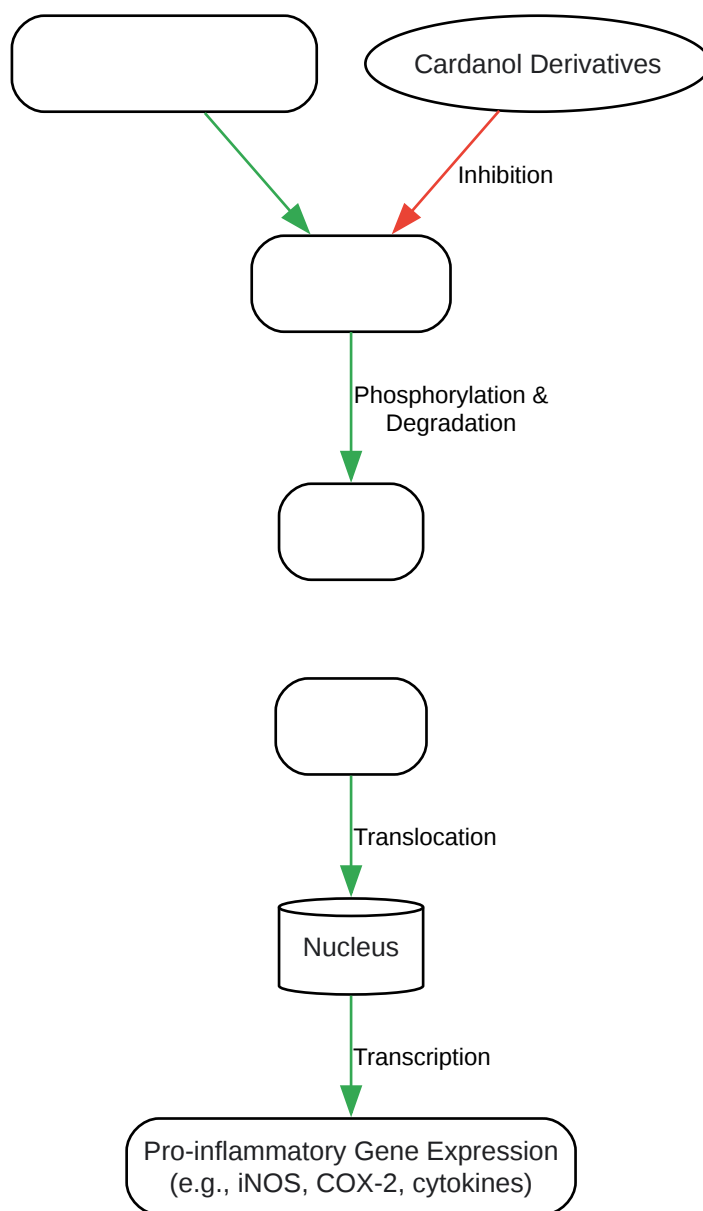 Cardanol Derivatives
Inhibition
Phosphorylation &
Degradation
Translocation
Nucleus
Transcription
Pro-inflammatory Gene Expression
(e.g., iNOS, COX-2, cytokines)